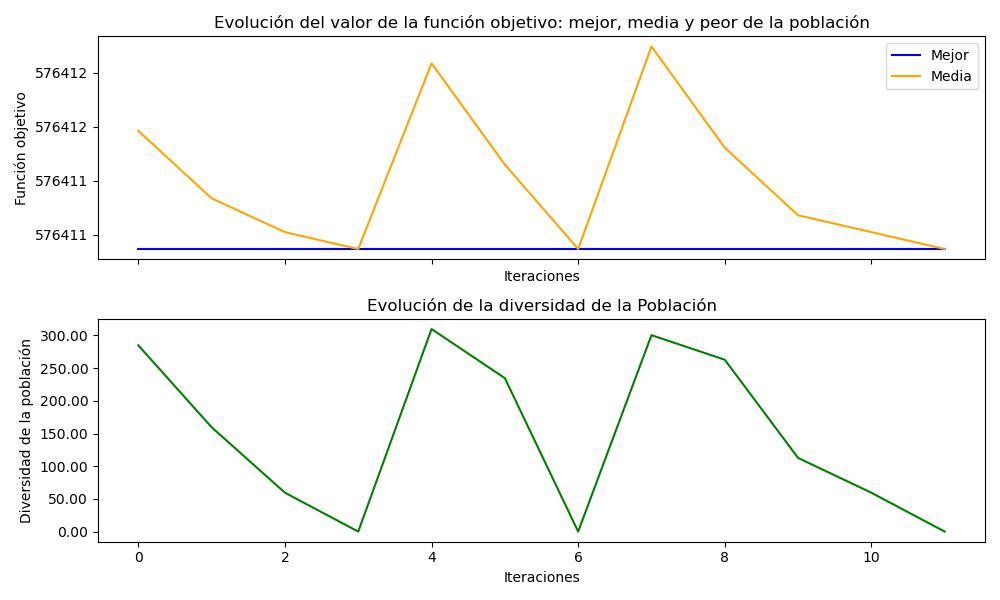 Evolución del valor de la función objetivo: mejor, media y peor de la población
Función objetivo
576412
576412
576411
576411
Mejor
Media
Iteraciones
Evolución de la diversidad de la Población
Diversidad de la población
300.00
250.00
200.00
150.00
100.00
50.00
0.00
0 2 4 6 8 10
Iteraciones